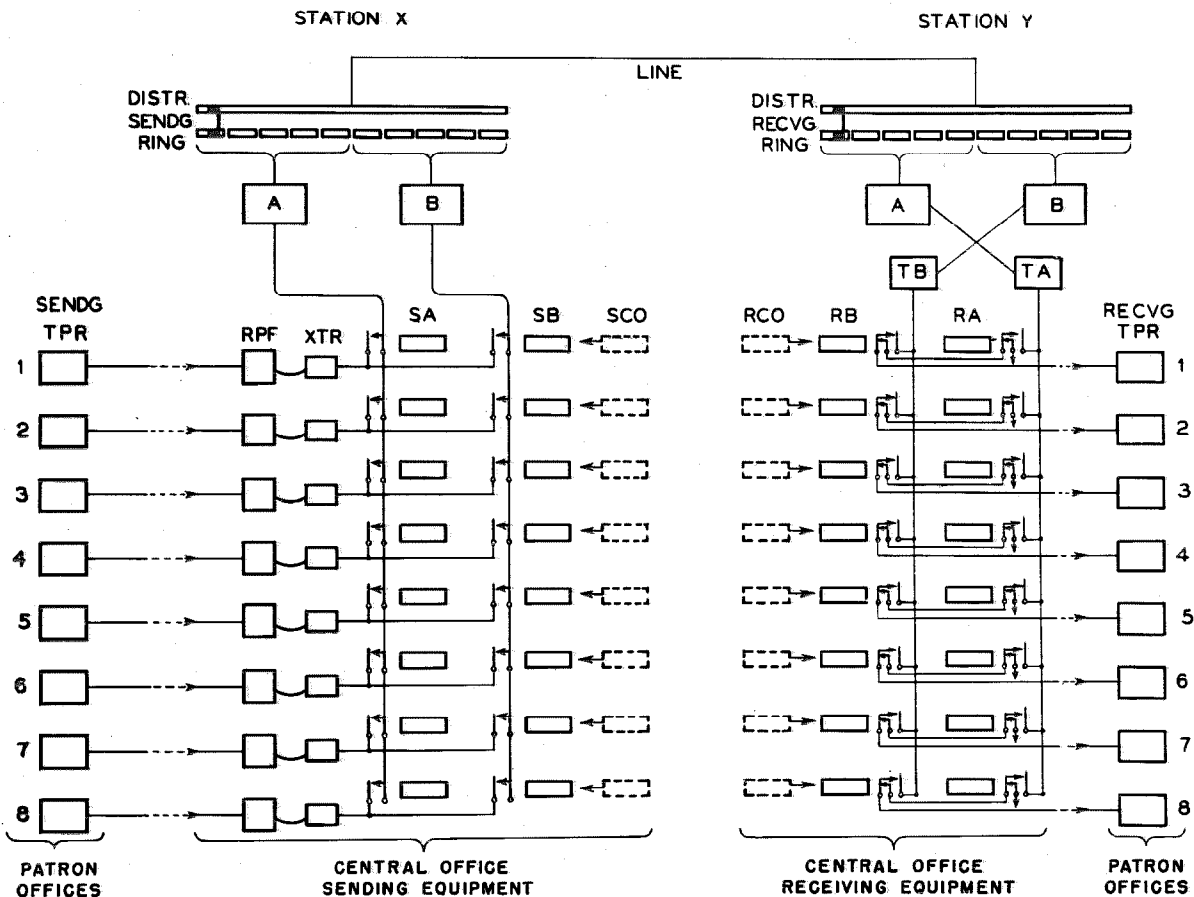 STATION X
STATION Y
LINE
DISTR.
SENDG
RING
DISTR.
RECVG
RING
A
B
A
B
TB
TA
SENDG
TPR
RPF
XTR
SA
SB
SCO
RCO
RB
RA
RECVG
TPR
1
1
2
2
3
3
4
4
5
5
6
6
7
7
8
8
PATRON
OFFICES
CENTRAL OFFICE
SENDING EQUIPMENT
CENTRAL OFFICE
RECEIVING EQUIPMENT
PATRON
OFFICES